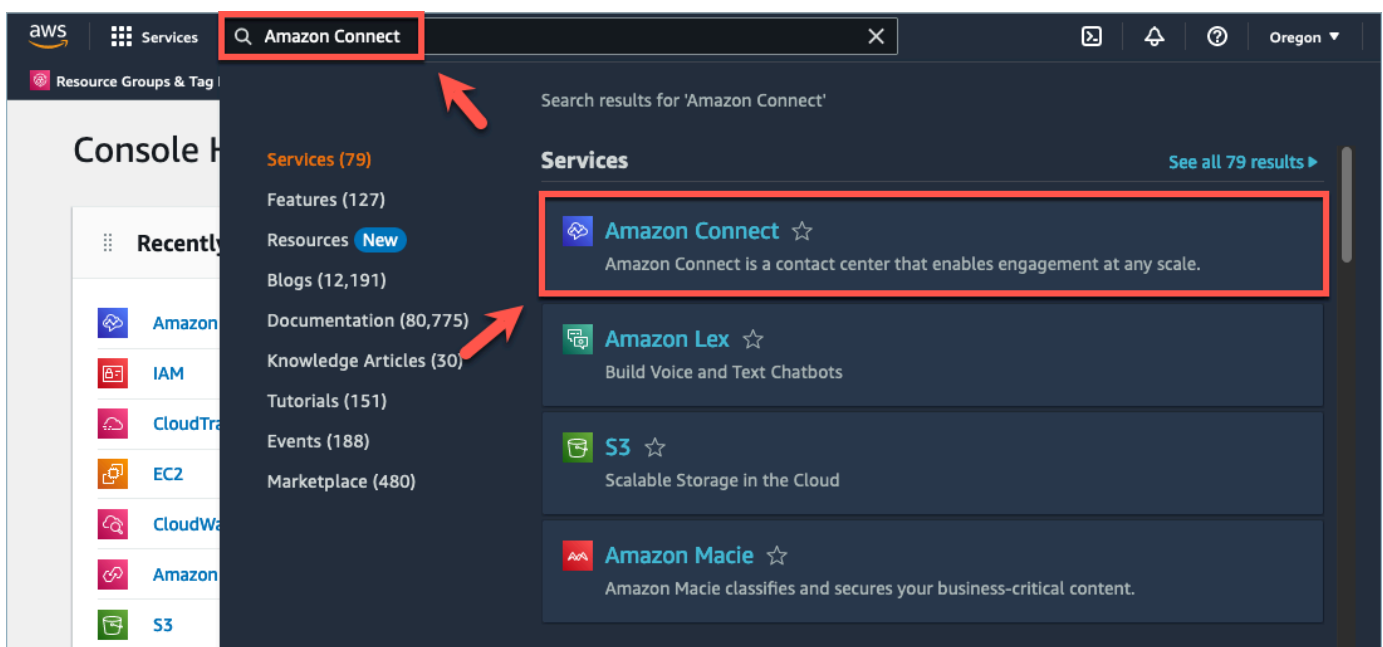 aws
Services
Amazon Connect
Oregon
Resource Groups & Tag
Search results for 'Amazon Connect'
Console
Recently
Amazon
IAM
CloudTra
EC2
CloudWa
Amazon
S3
Services (79)
Features (127)
Resources New
Blogs (12,191)
Documentation (80,775)
Knowledge Articles (30)
Tutorials (151)
Events (188)
Marketplace (480)
Services
See all 79 results
Amazon Connect
Amazon Connect is a contact center that enables engagement at any scale.
Amazon Lex
Build Voice and Text Chatbots
S3
Scalable Storage in the Cloud
Amazon Macie
Amazon Macie classifies and secures your business-critical content.